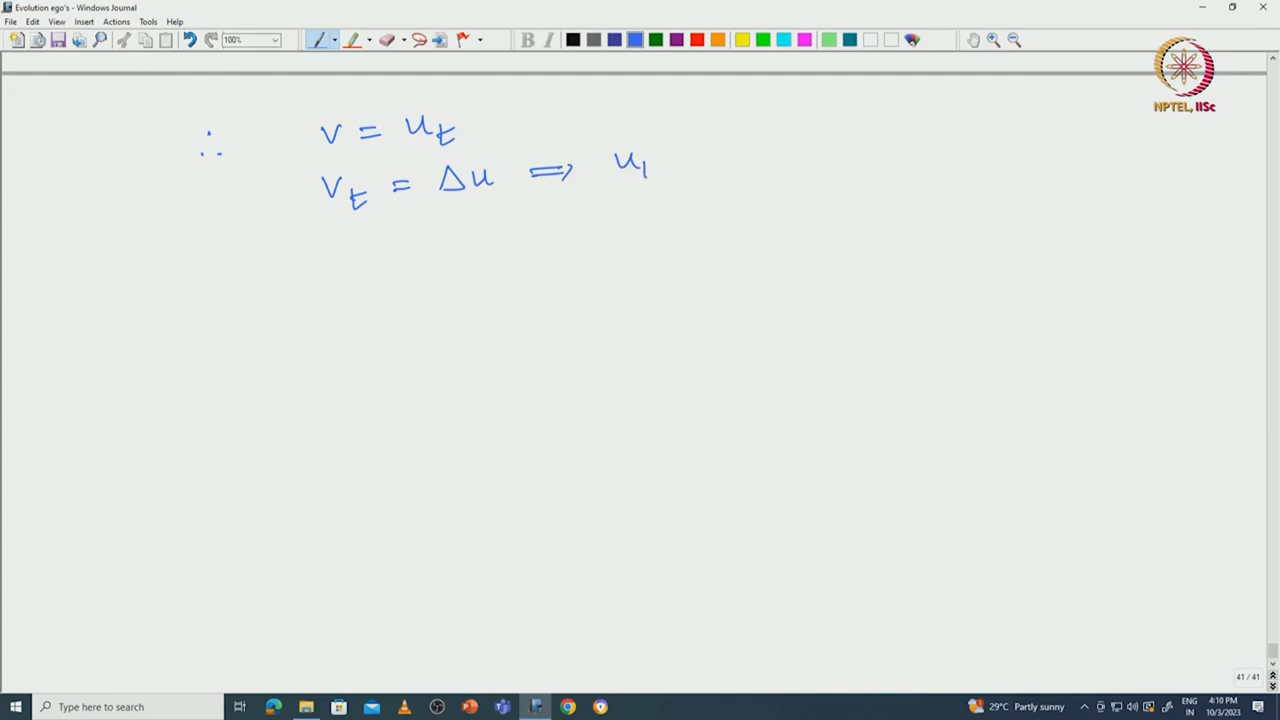 Evolution ego's - Windows Journal
File Edit View Insert Actions Tools Help
100%
B I
NPTEL, IISc
∴ v = u_t
v_t = Δu ⟹ u_1
41 / 41
Type here to search
29°C Partly sunny
ENG
IN
4:10 PM
10/3/2023